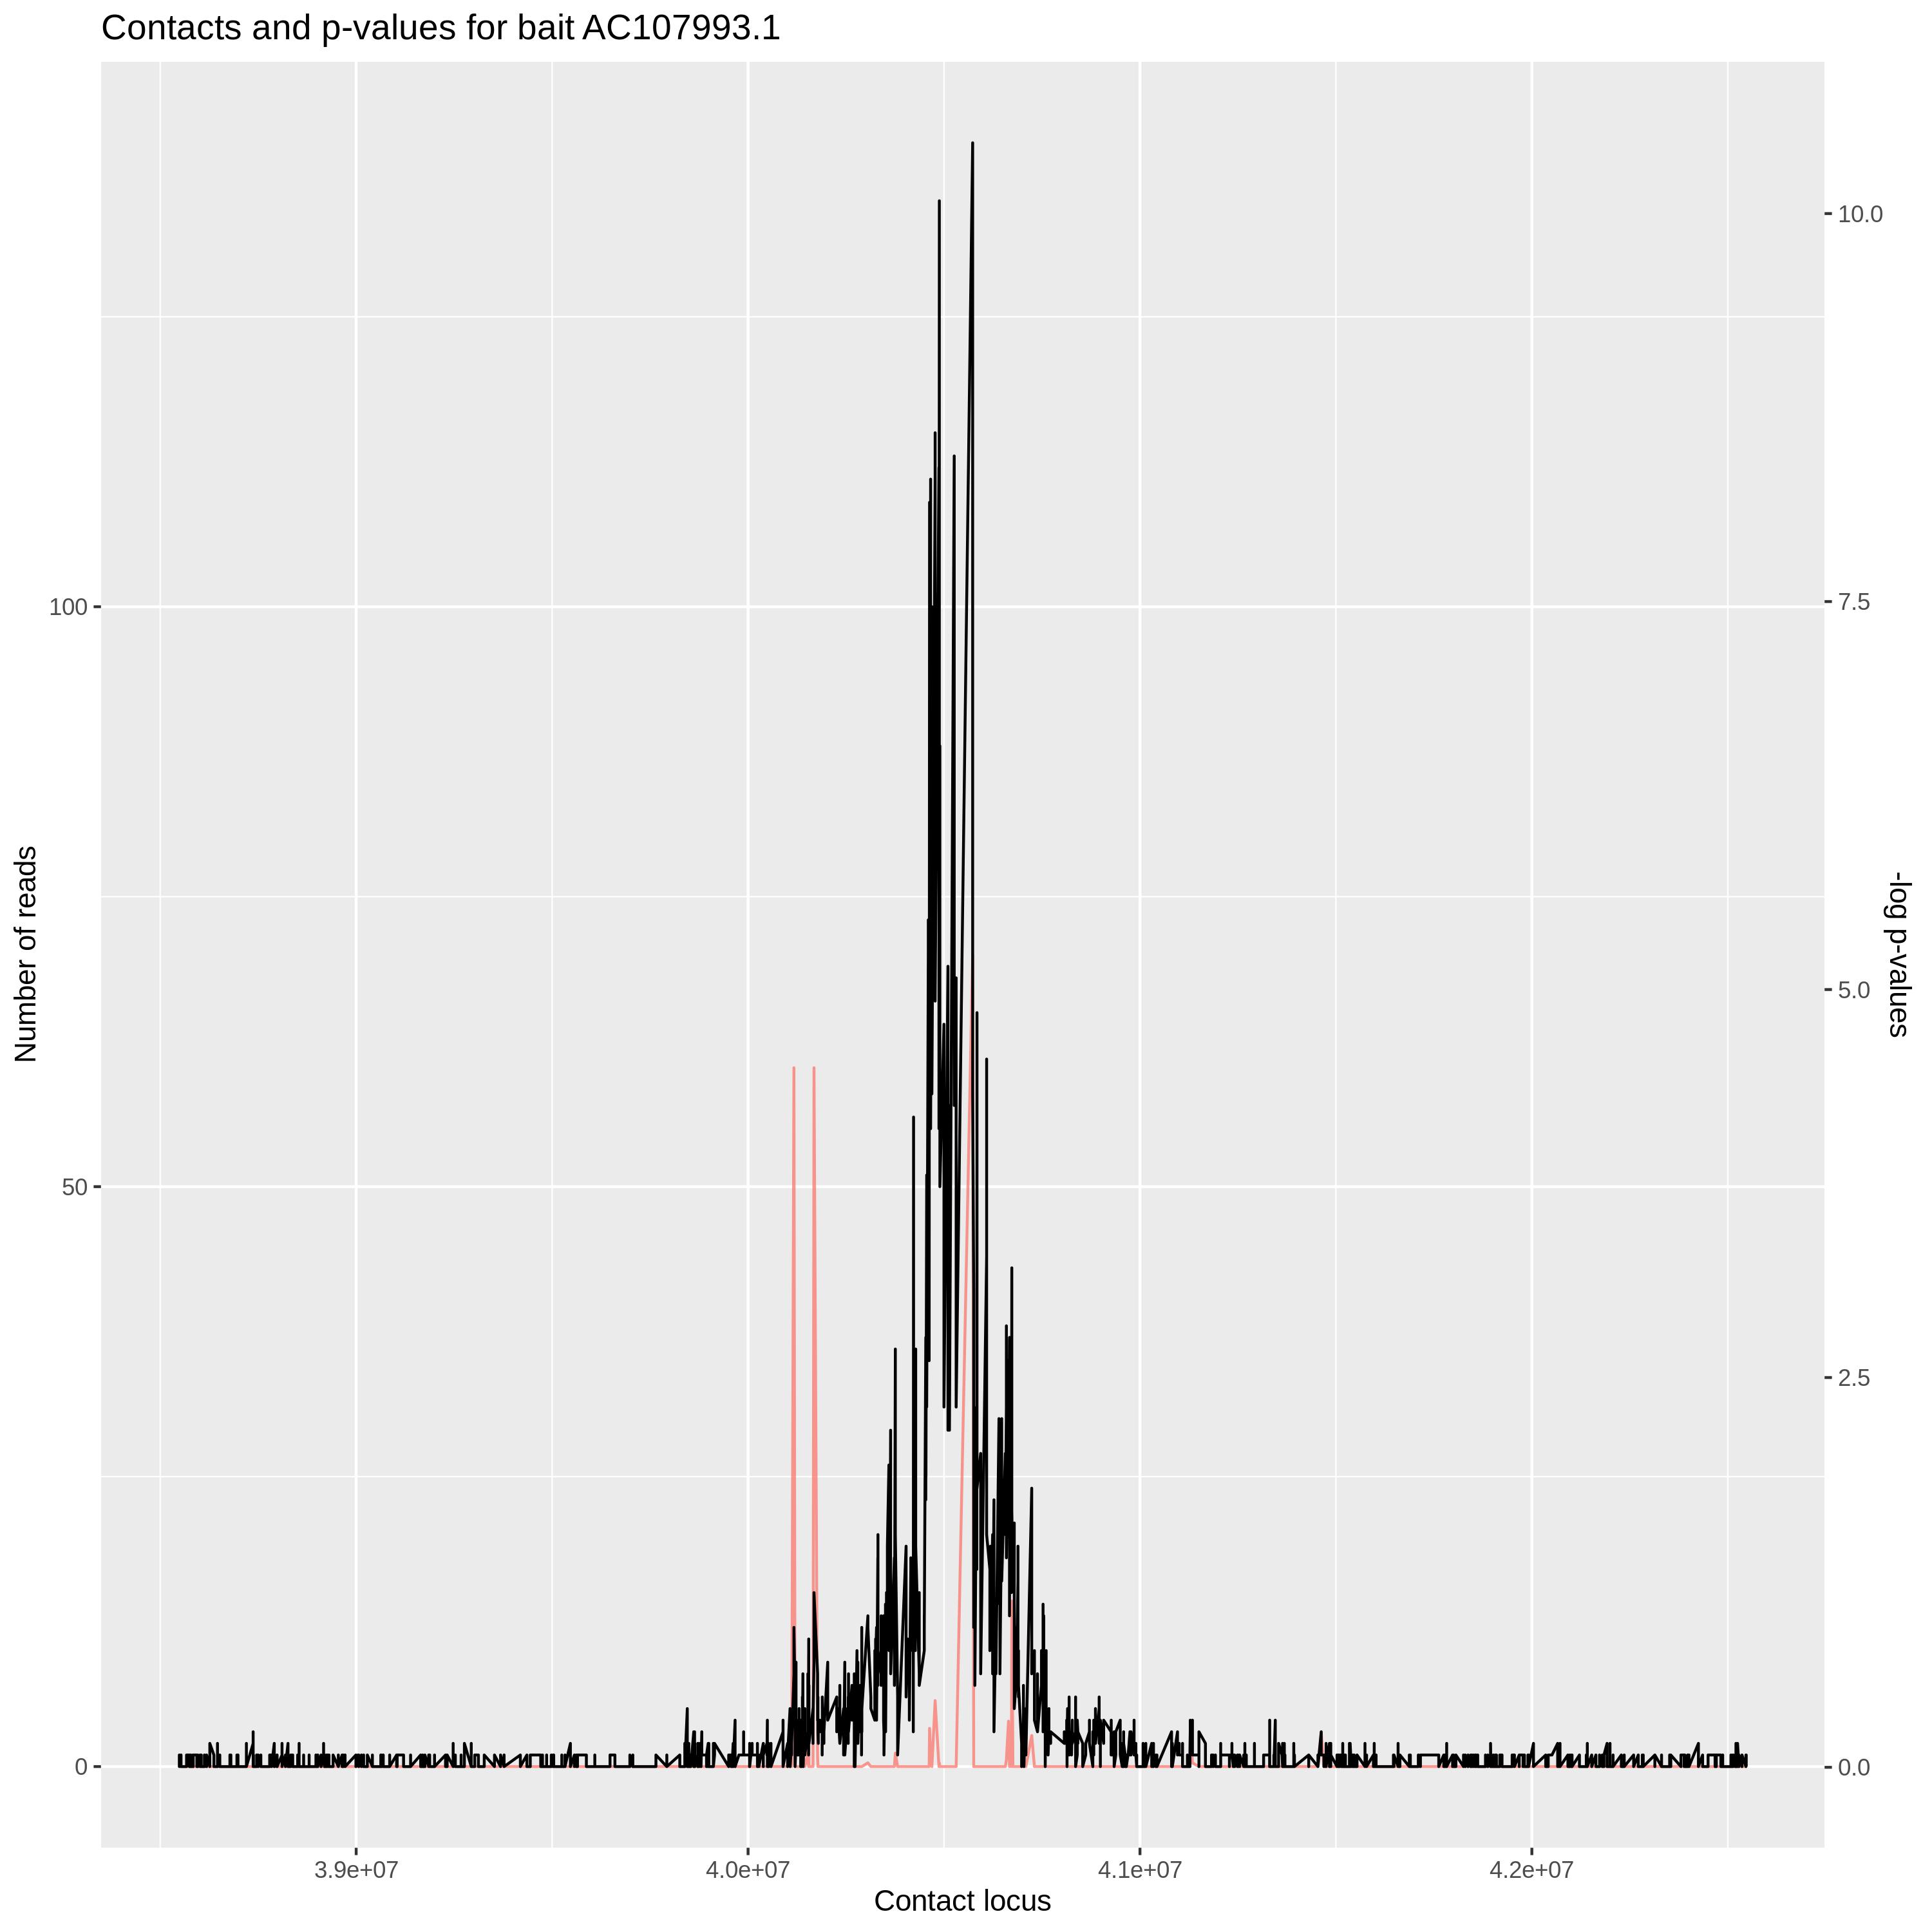 Contacts and p-values for bait AC107993.1
10.0
100
7.5
Number of reads
-log p-values
5.0
50
2.5
0
0.0
3.9e+07
4.0e+07
4.1e+07
4.2e+07
Contact locus